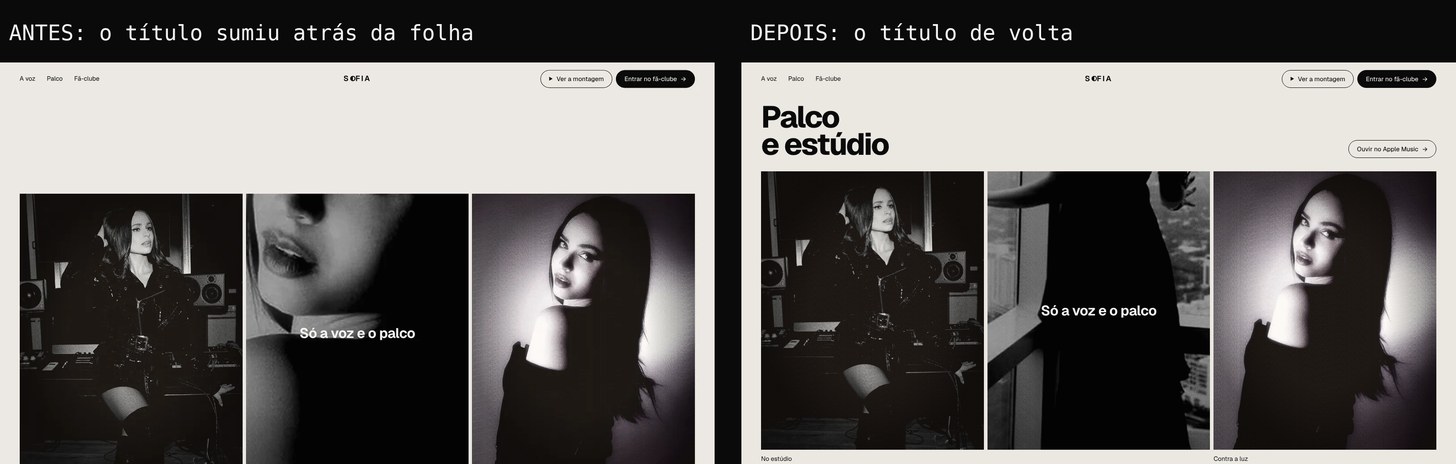 ANTES: o título sumiu atrás da folha
A voz Palco Fã-clube
SOFIA
▶ Ver a montagem
Entrar no fã-clube →
Só a voz e o palco
DEPOIS: o título de volta
A voz Palco Fã-clube
SOFIA
▶ Ver a montagem
Entrar no fã-clube →
Palco
e estúdio
Ouvir no Apple Music →
Só a voz e o palco
No estúdio
Contra a luz